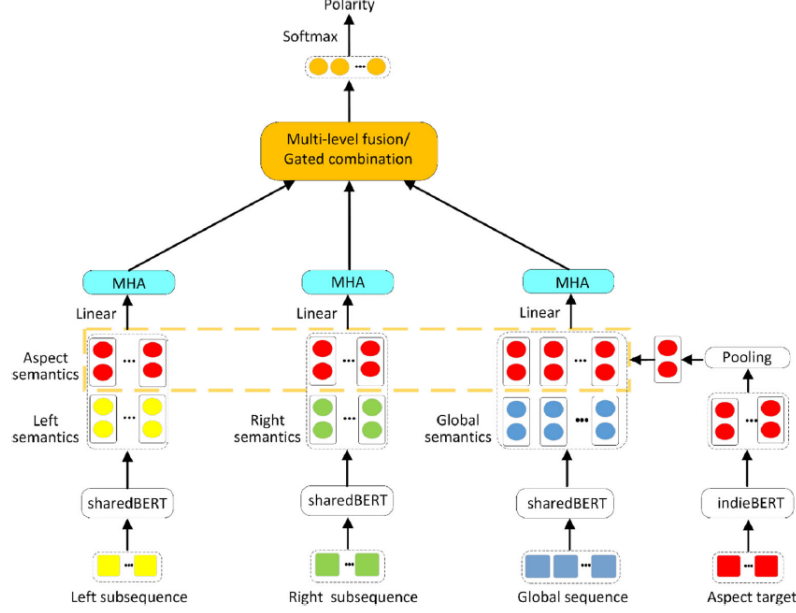 Polarity
Softmax
Multi-level fusion/
Gated combination
MHA
MHA
MHA
Linear
Linear
Linear
Aspect
semantics
Pooling
Left
semantics
Right
semantics
Global
semantics
sharedBERT
sharedBERT
sharedBERT
indieBERT
Left subsequence
Right subsequence
Global sequence
Aspect target